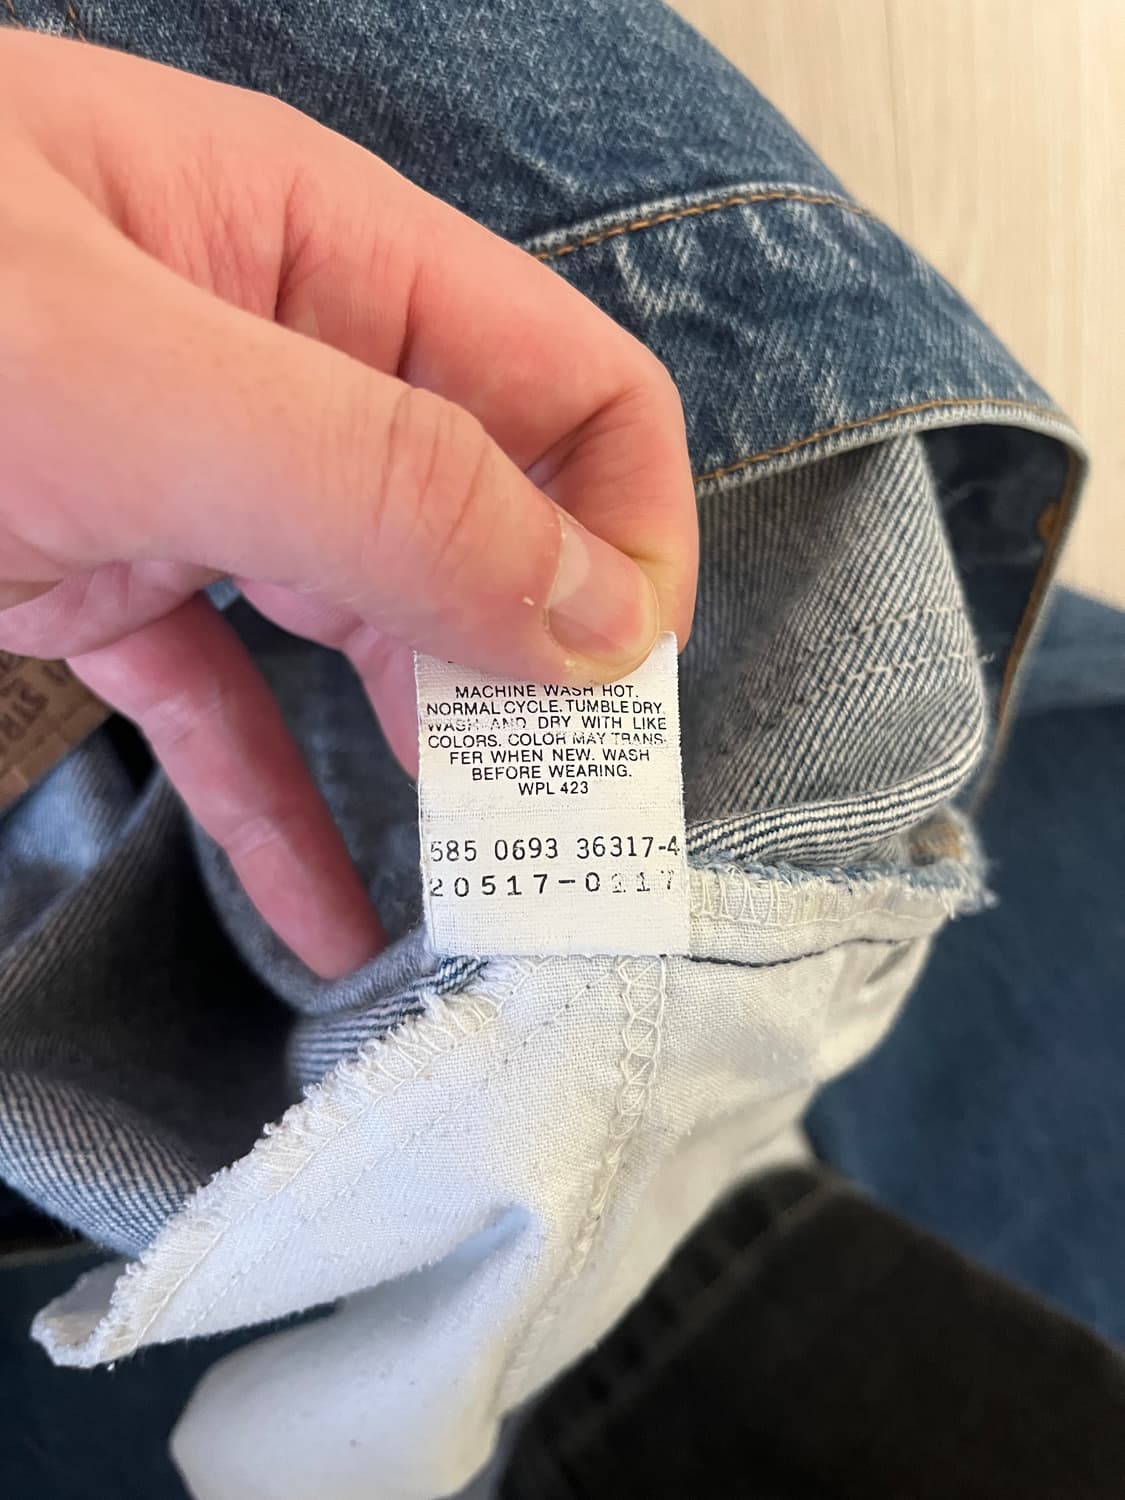 MACHINE WASH HOT.
NORMAL CYCLE. TUMBLE DRY.
WASH AND DRY WITH LIKE
COLORS. COLOR MAY TRANS-
FER WHEN NEW. WASH
BEFORE WEARING.
WPL 423
585 0693 36317-4
20517-0217